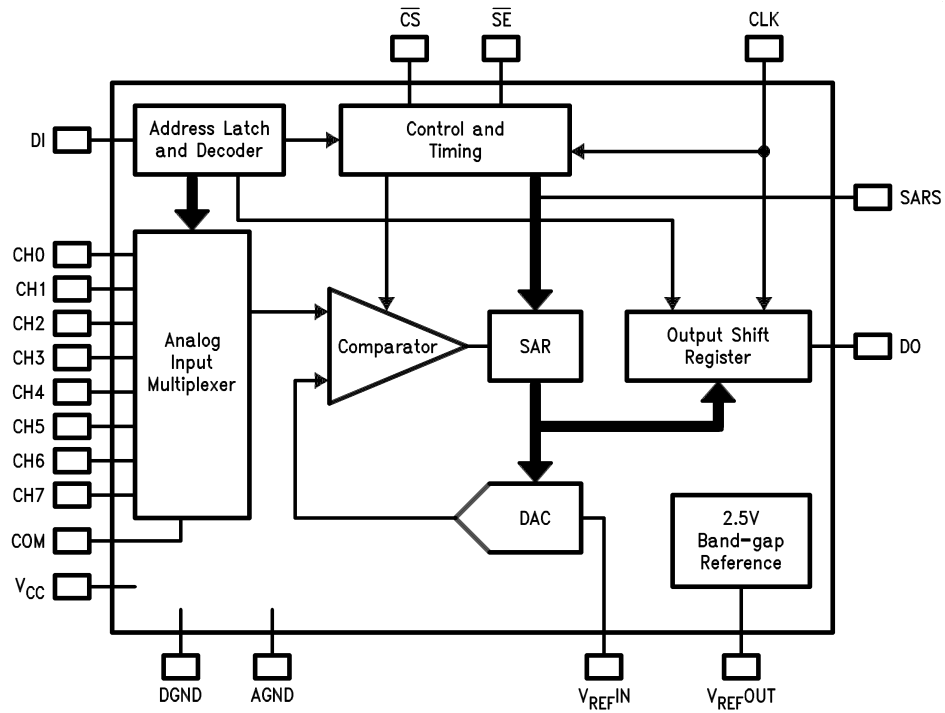 C̅S̅ S̅E̅ CLK
DI
Address Latch
and Decoder
Control and
Timing
SARS
CH0
CH1
CH2
CH3
CH4
CH5
CH6
CH7
COM
VCC
Analog
Input
Multiplexer
Comparator
SAR
Output Shift
Register
DO
DAC
2.5V
Band-gap
Reference
DGND AGND VREFIN VREFOUT